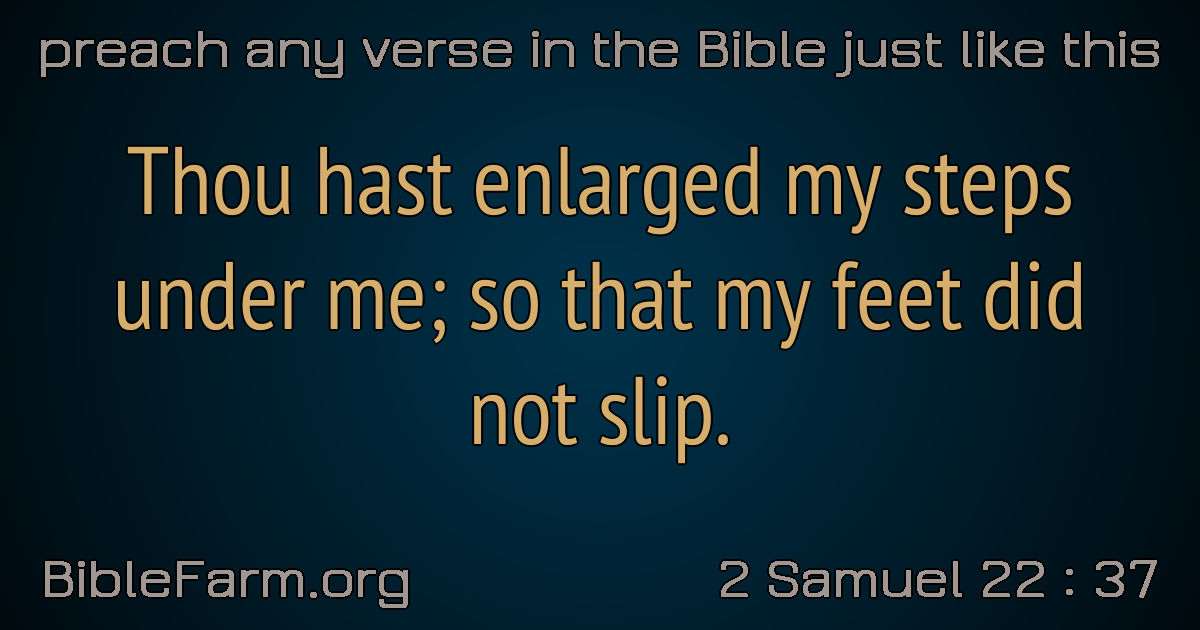 preach any verse in the Bible just like this
Thou hast enlarged my steps
under me; so that my feet did
not slip.
BibleFarm.org
2 Samuel 22 : 37